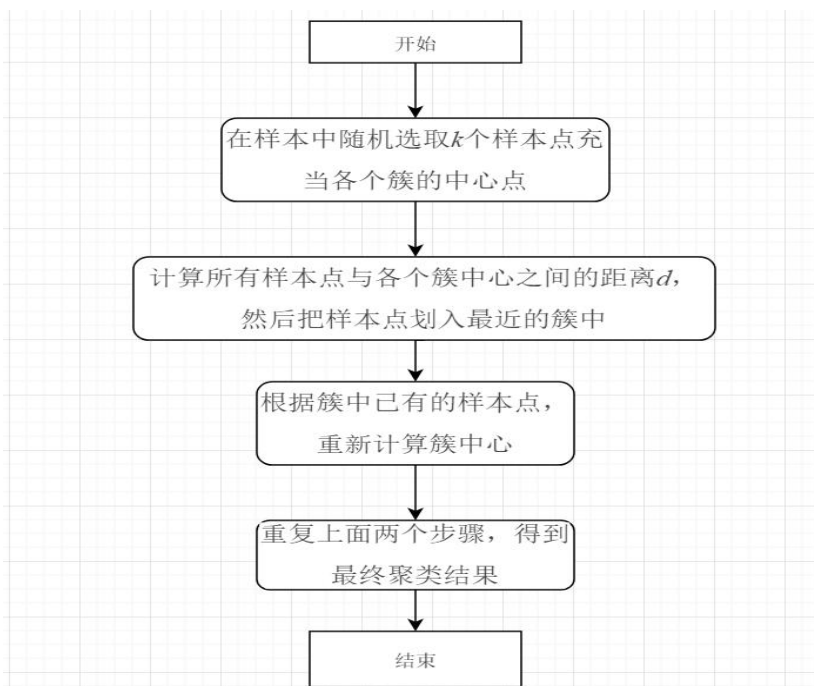 开始
在样本中随机选取k个样本点充
当各个簇的中心点
计算所有样本点与各个簇中心之间的距离d，
然后把样本点划入最近的簇中
根据簇中已有的样本点，
重新计算簇中心
重复上面两个步骤，得到
最终聚类结果
结束